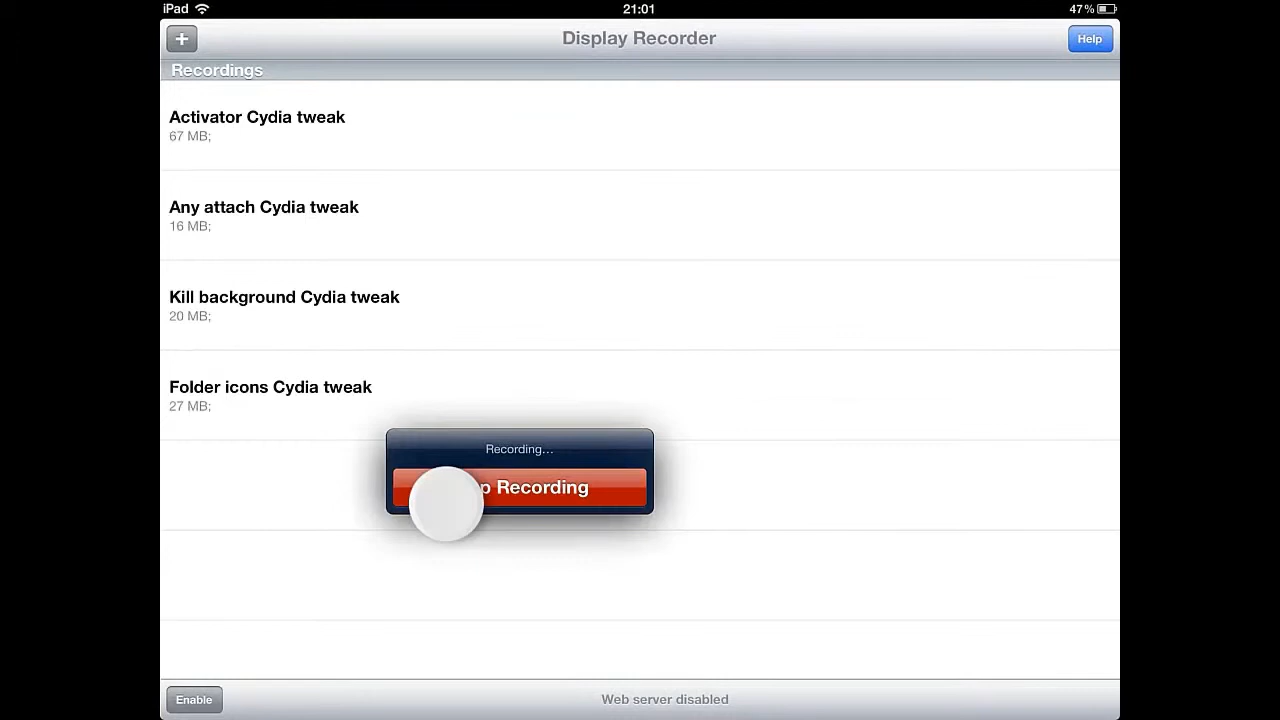 iPad 21:01 47%
+ Display Recorder Help
Recordings
Activator Cydia tweak
67 MB;
Any attach Cydia tweak
16 MB;
Kill background Cydia tweak
20 MB;
Folder icons Cydia tweak
27 MB;
Recording...
p Recording
Enable Web server disabled